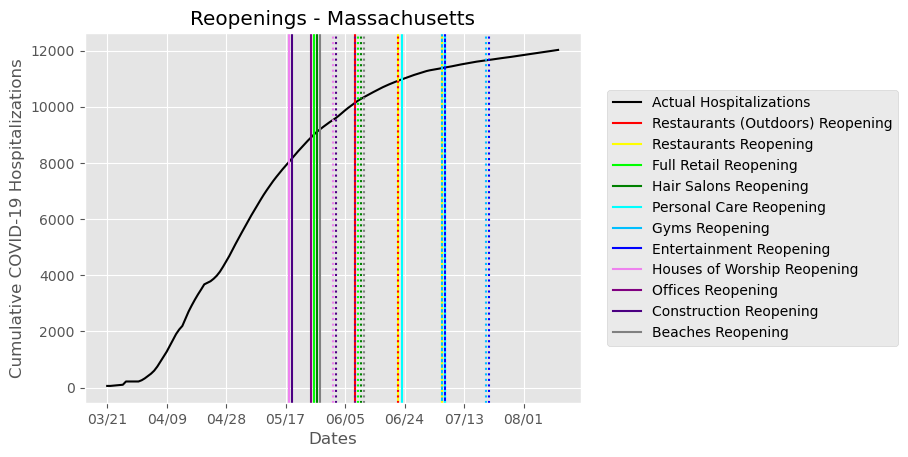 Reopenings - Massachusetts
Cumulative COVID-19 Hospitalizations
12000
10000
8000
6000
4000
2000
0
03/21 04/09 04/28 05/17 06/05 06/24 07/13 08/01
Dates
Actual Hospitalizations
Restaurants (Outdoors) Reopening
Restaurants Reopening
Full Retail Reopening
Hair Salons Reopening
Personal Care Reopening
Gyms Reopening
Entertainment Reopening
Houses of Worship Reopening
Offices Reopening
Construction Reopening
Beaches Reopening